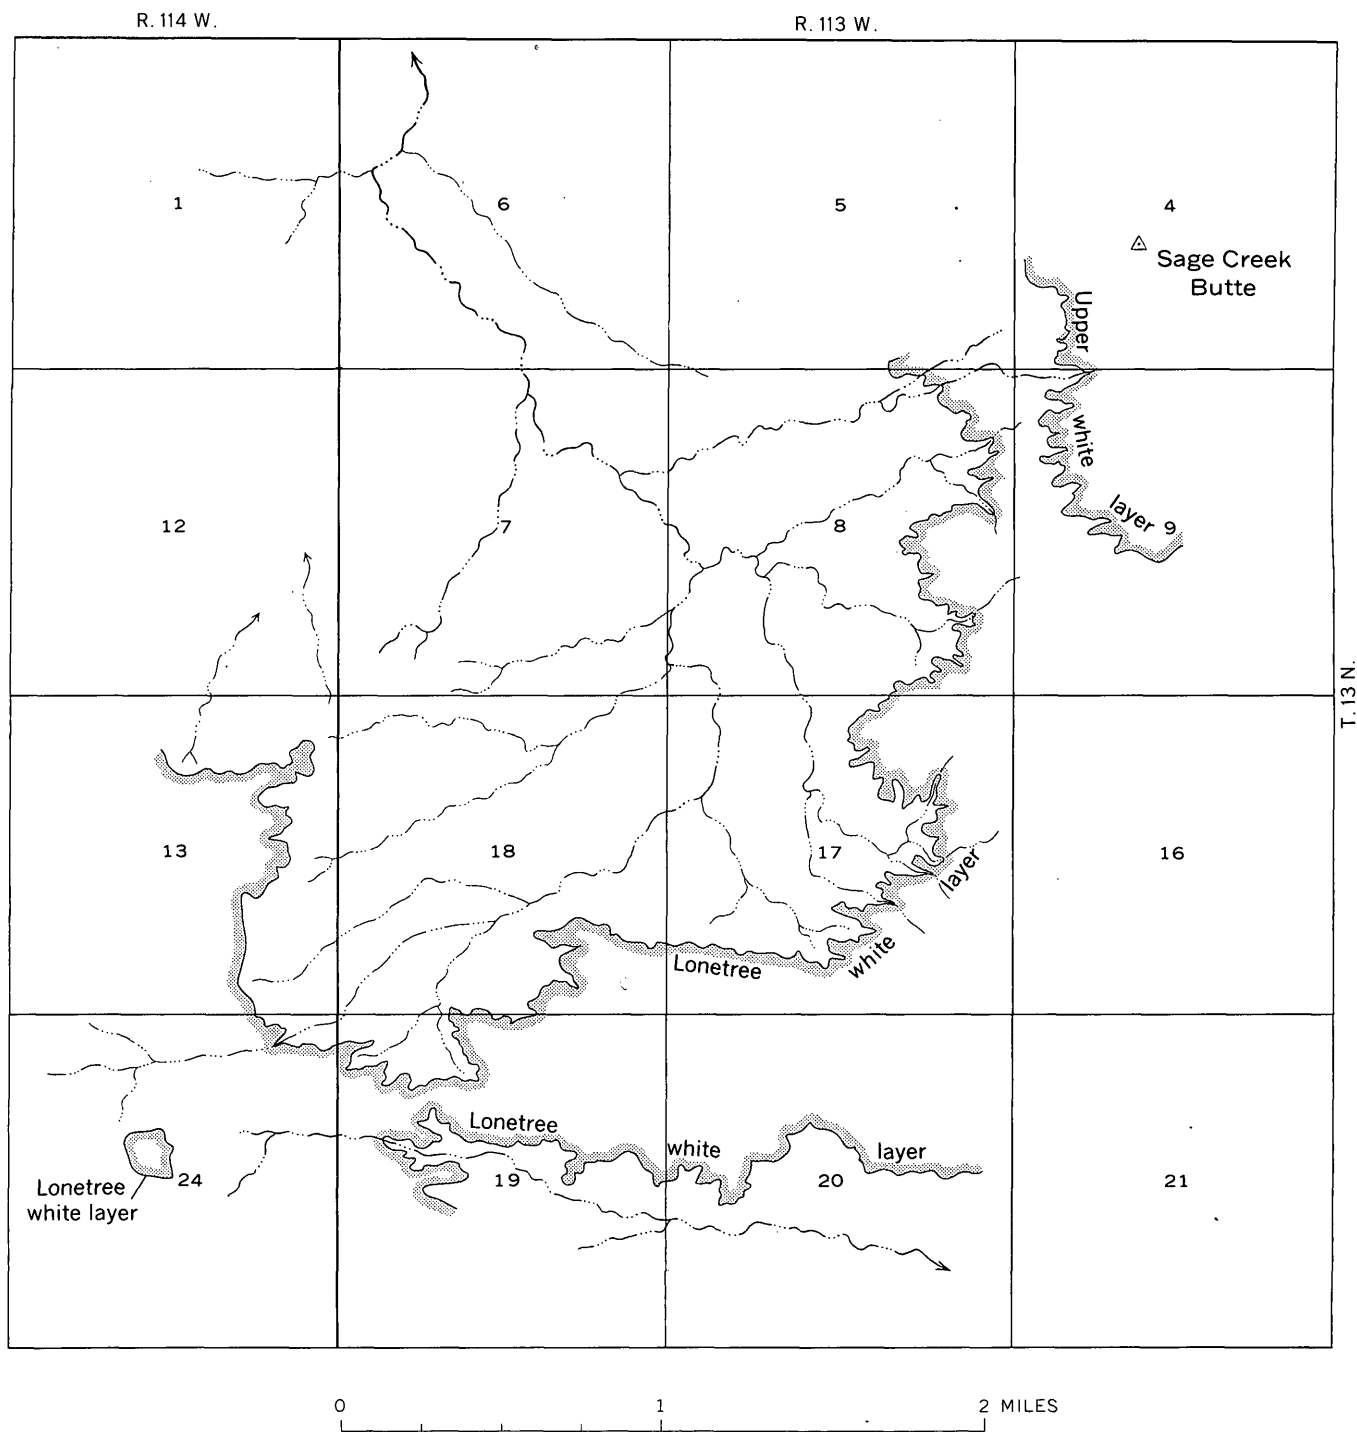 R. 114 W.
R. 113 W.
1
6
5
4
Sage Creek
Butte
Upper
white
layer
12
7
8
9
T. 13 N.
13
18
17
16
layer
white
Lonetree
Lonetree
white
layer
24
19
20
21
Lonetree
white layer
0 1 2 MILES